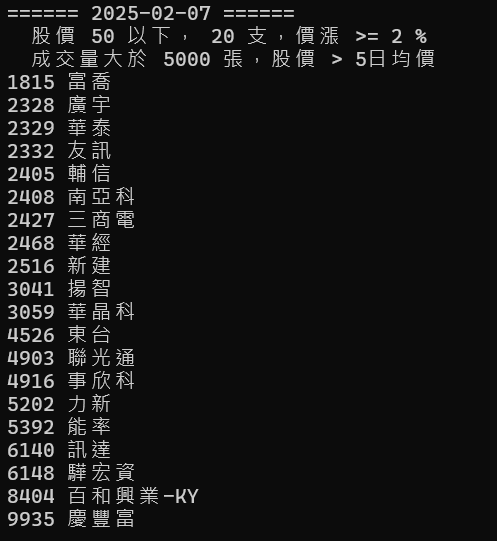 ====== 2025-02-07 ======
股價 50 以下， 20 支，價漲 >= 2 %
成交量大於 5000 張，股價 > 5日均價
1815 富喬
2328 廣宇
2329 華泰
2332 友訊
2405 輔信
2408 南亞科
2427 三商電
2468 華經
2516 新建
3041 揚智
3059 華晶科
4526 東台
4903 聯光通
4916 事欣科
5202 力新
5392 能率
6140 訊達
6148 驊宏資
8404 百和興業-KY
9935 慶豐富